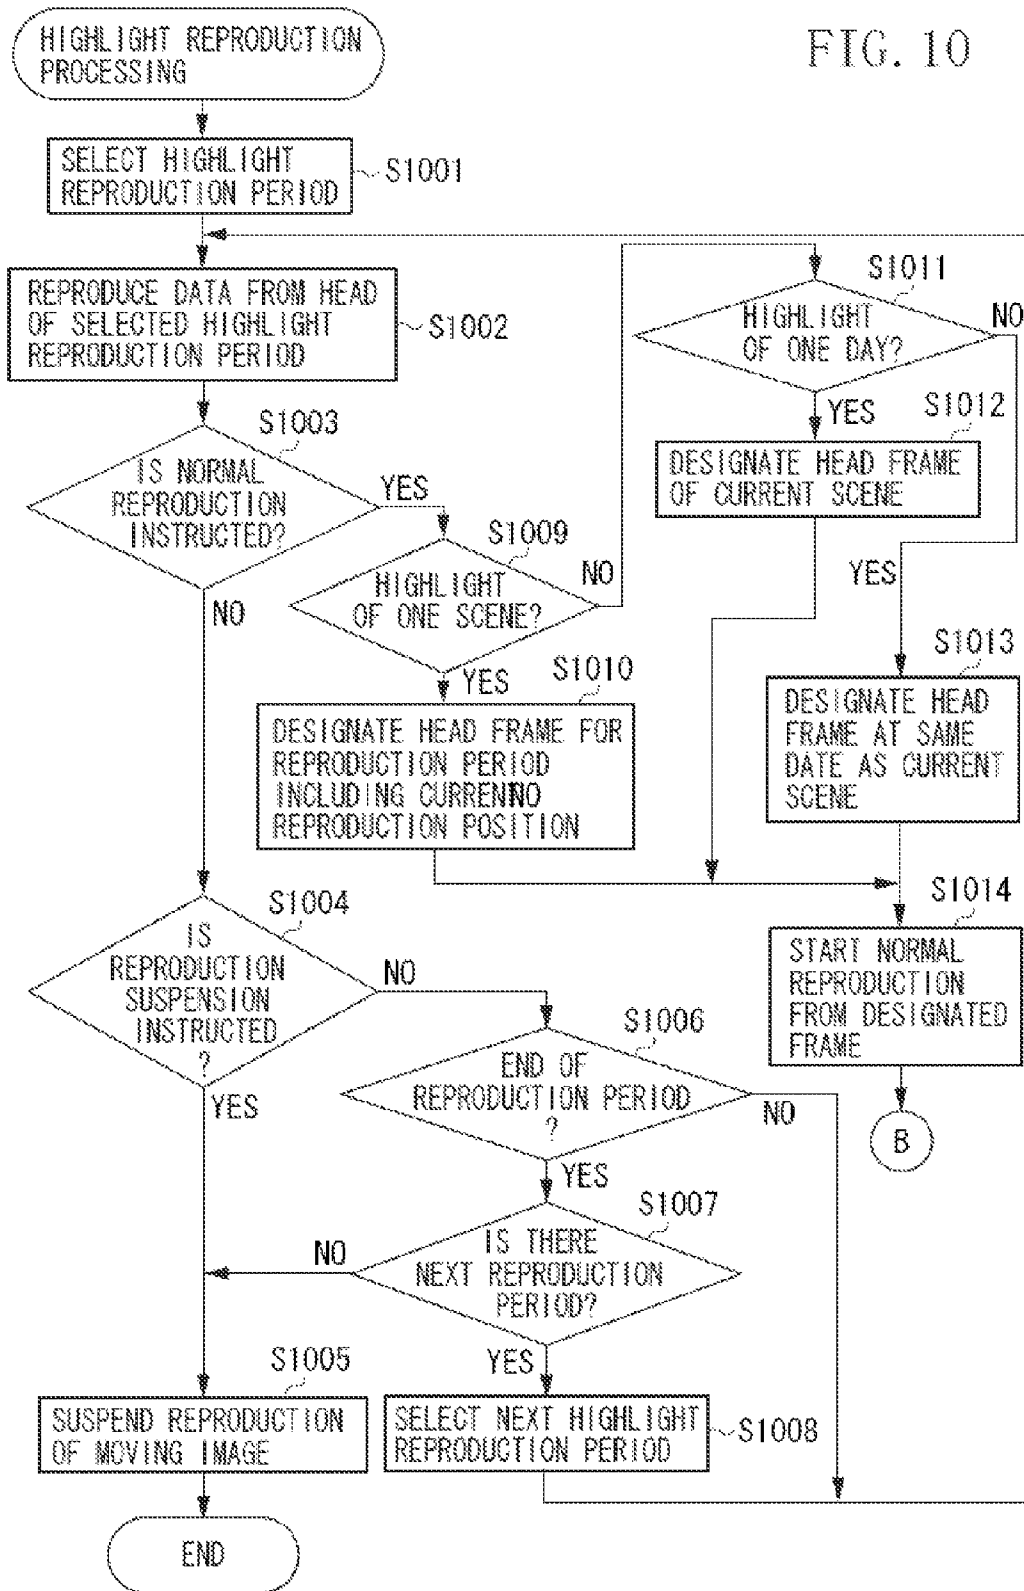 FIG. 10
HIGHLIGHT REPRODUCTION
PROCESSING
SELECT HIGHLIGHT
REPRODUCTION PERIOD
S1001
REPRODUCE DATA FROM HEAD
OF SELECTED HIGHLIGHT
REPRODUCTION PERIOD
S1002
S1003
IS NORMAL
REPRODUCTION
INSTRUCTED?
YES
NO
S1009
HIGHLIGHT
OF ONE SCENE?
NO
YES
S1010
DESIGNATE HEAD FRAME FOR
REPRODUCTION PERIOD
INCLUDING CURRENTNO
REPRODUCTION POSITION
S1011
HIGHLIGHT
OF ONE DAY?
NO
YES
S1012
DESIGNATE HEAD FRAME
OF CURRENT SCENE
YES
S1013
DESIGNATE HEAD
FRAME AT SAME
DATE AS CURRENT
SCENE
S1014
START NORMAL
REPRODUCTION
FROM DESIGNATED
FRAME
B
S1004
IS
REPRODUCTION
SUSPENSION
INSTRUCTED
?
NO
YES
S1006
END OF
REPRODUCTION PERIOD
?
NO
YES
S1007
IS THERE
NEXT REPRODUCTION
PERIOD?
NO
YES
S1005
SUSPEND REPRODUCTION
OF MOVING IMAGE
SELECT NEXT HIGHLIGHT
REPRODUCTION PERIOD
S1008
END